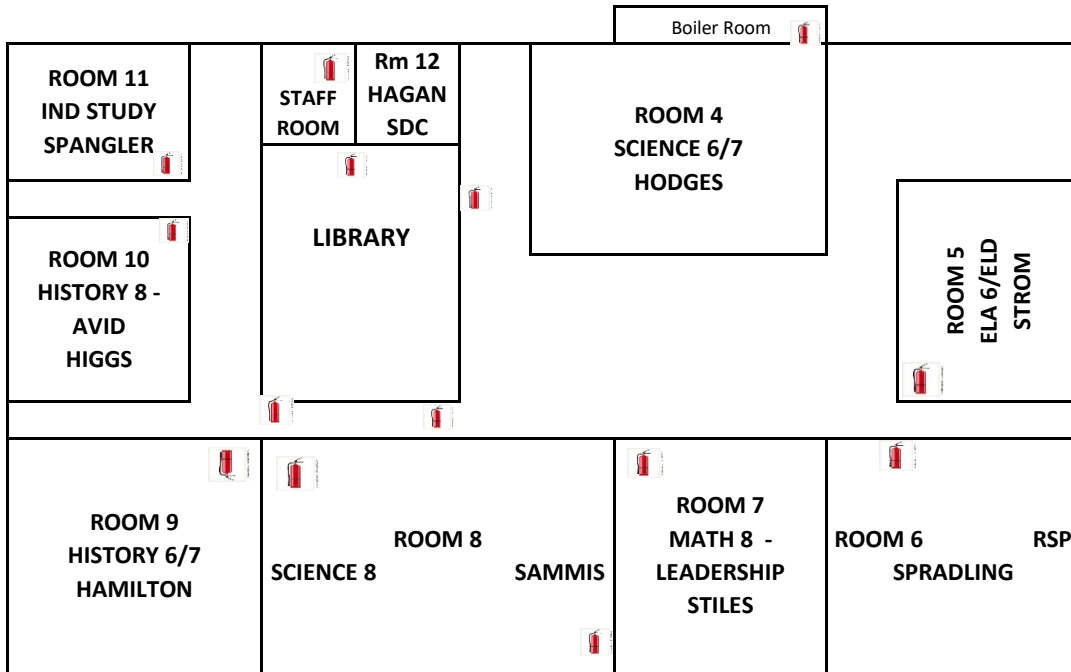 Boiler Room
ROOM 11
IND STUDY
SPANGLER
STAFF
ROOM
Rm 12
HAGAN
SDC
ROOM 4
SCIENCE 6/7
HODGES
LIBRARY
ROOM 10
HISTORY 8 -
AVID
HIGGS
ROOM 5
ELA 6/ELD
STROM
ROOM 9
HISTORY 6/7
HAMILTON
ROOM 8
SCIENCE 8 SAMMIS
ROOM 7
MATH 8 -
LEADERSHIP
STILES
ROOM 6 RSP
SPRADLING